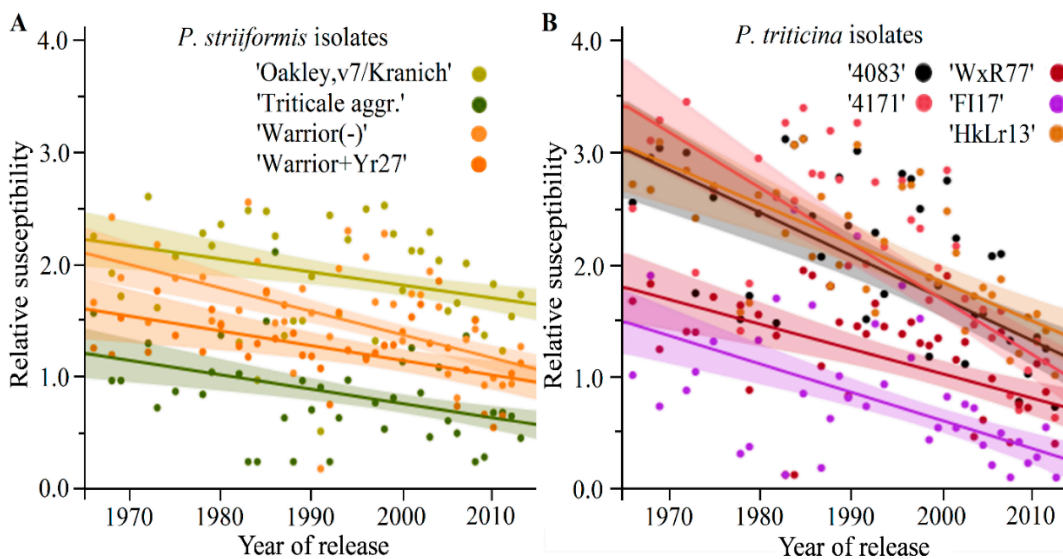 A
P. striiformis isolates
'Oakley,v7/Kranich'
'Triticale aggr.'
'Warrior(-)'
'Warrior+Yr27'
Relative susceptibility
4.0
3.0
2.0
1.0
0.0
1970 1980 1990 2000 2010
Year of release
B
P. triticina isolates
'4083' 'WxR77'
'4171' 'FI17'
'HkLr13'
Relative susceptibility
4.0
3.0
2.0
1.0
0.0
1970 1980 1990 2000 2010
Year of release